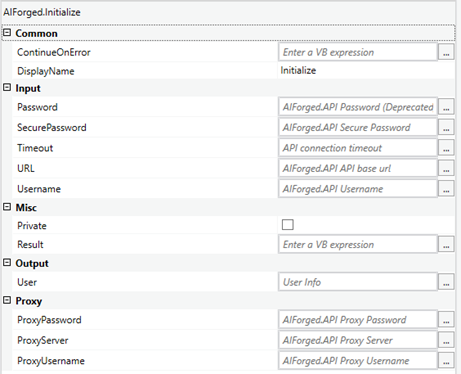 AIForged.Initialize
Common
ContinueOnError Enter a VB expression ...
DisplayName Initialize
Input
Password AIForged.API Password (Deprecated ...
SecurePassword AIForged.API Secure Password ...
Timeout API connection timeout ...
URL AIForged.API API base url ...
Username AIForged.API Username ...
Misc
Private
Result Enter a VB expression ...
Output
User User Info ...
Proxy
ProxyPassword AIForged.API Proxy Password ...
ProxyServer AIForged.API Proxy Server ...
ProxyUsername AIForged.API Proxy Username ...